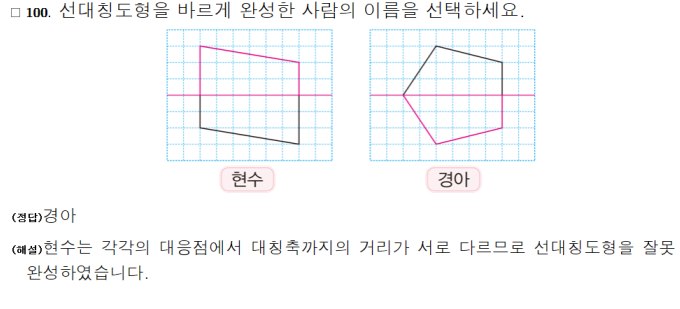 □ 100. 선대칭도형을 바르게 완성한 사람의 이름을 선택하세요.
현수 경아
(정답)경아
(해설)현수는 각각의 대응점에서 대칭축까지의 거리가 서로 다르므로 선대칭도형을 잘못
완성하였습니다.